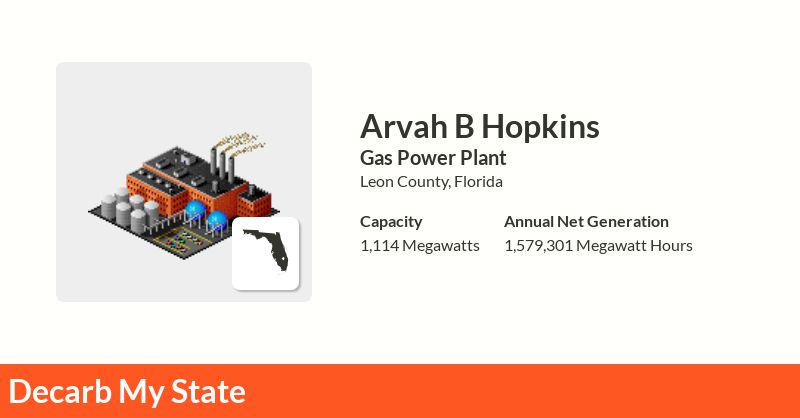 Arvah B Hopkins
Gas Power Plant
Leon County, Florida
Capacity
1,114 Megawatts
Annual Net Generation
1,579,301 Megawatt Hours
Decarb My State